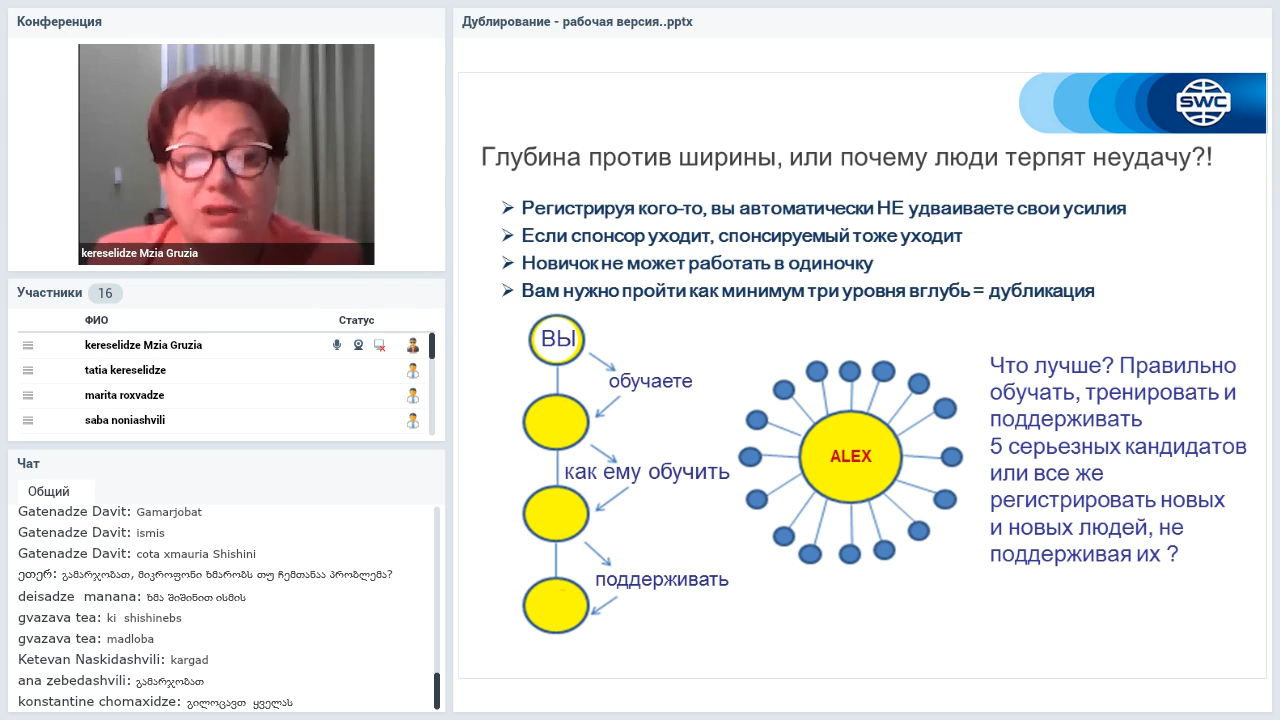 Конференция
kereselidze Mzia Gruzia
Участники 16
ФИО Статус
kereselidze Mzia Gruzia
tatia kereselidze
marita roxvadze
saba noniashvili
Чат
Общий
Gatenadze Davit: Gamarjobat
Gatenadze Davit: ismis
Gatenadze Davit: cota xmauria Shishini
ეთერ: გამარჯობათ, მიკროფონი ხმარობს თუ ჩემთანაა პრობლემა?
deisadze manana: ხმა შიშინით ისმის
gvazava tea: ki shishinebs
gvazava tea: madloba
Ketevan Naskidashvili: kargad
ana zebedashvili: გამარჯობათ
konstantine chomaxidze: გილოცავთ ყველას
Дублирование - рабочая версия..pptx
SWC
Глубина против ширины, или почему люди терпят неудачу?!
Регистрируя кого-то, вы автоматически НЕ удваиваете свои усилия
Если спонсор уходит, спонсируемый тоже уходит
Новичок не может работать в одиночку
Вам нужно пройти как минимум три уровня вглубь = дубликация
ВЫ
обучаете
как ему обучить
поддерживать
ALEX
Что лучше? Правильно
обучать, тренировать и
поддерживать
5 серьезных кандидатов
или все же
регистрировать новых
и новых людей, не
поддерживая их ?